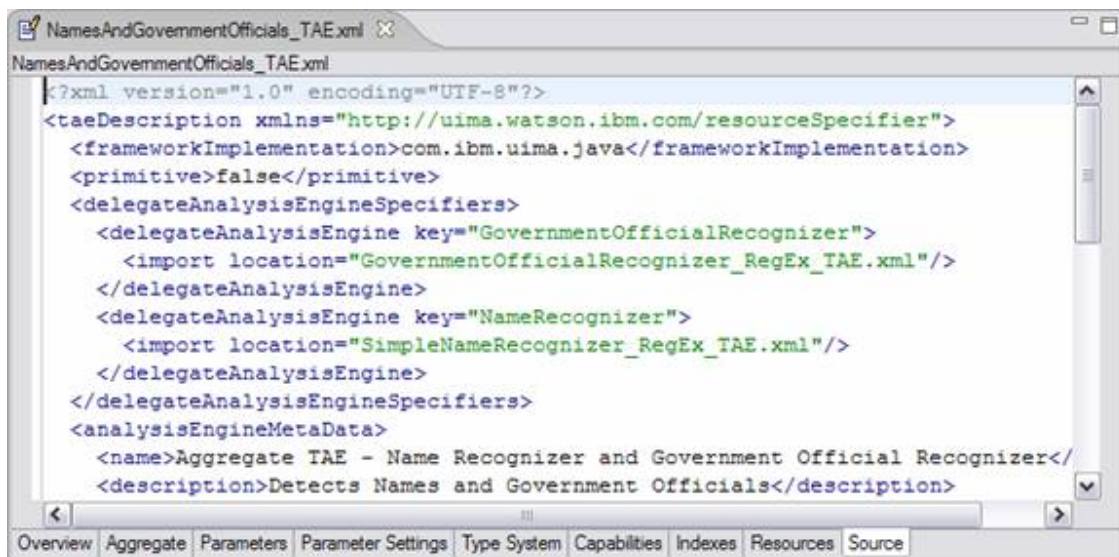 NamesAndGovernmentOfficials_TAE.xml
NamesAndGovernmentOfficials_TAE.xml
<?xml version="1.0" encoding="UTF-8"?>
<taeDescription xmlns="http://uima.watson.ibm.com/resourceSpecifier">
<frameworkImplementation>com.ibm.uima.java</frameworkImplementation>
<primitive>false</primitive>
<delegateAnalysisEngineSpecifiers>
<delegateAnalysisEngine key="GovernmentOfficialRecognizer">
<import location="GovernmentOfficialRecognizer_RegEx_TAE.xml"/>
</delegateAnalysisEngine>
<delegateAnalysisEngine key="NameRecognizer">
<import location="SimpleNameRecognizer_RegEx_TAE.xml"/>
</delegateAnalysisEngine>
</delegateAnalysisEngineSpecifiers>
<analysisEngineMetaData>
<name>Aggregate TAE - Name Recognizer and Government Official Recognizer</
<description>Detects Names and Government Officials</description>
Overview Aggregate Parameters Parameter Settings Type System Capabilities Indexes Resources Source